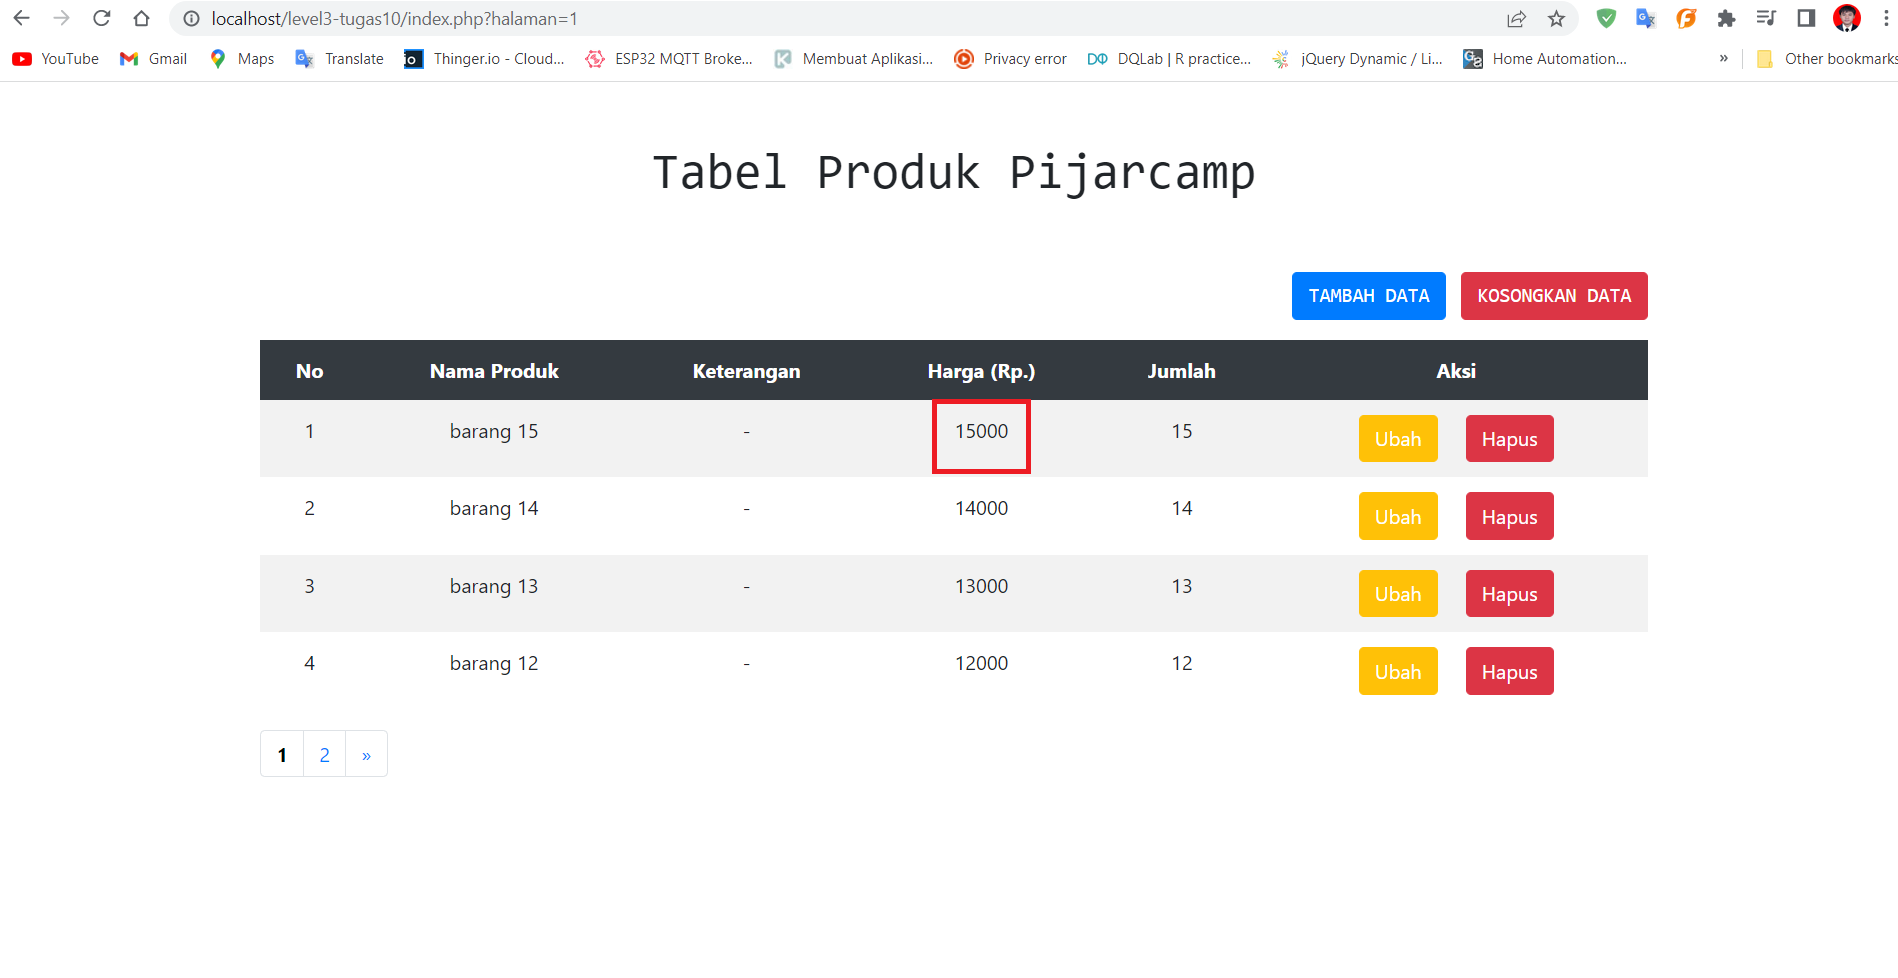 localhost/level3-tugas10/index.php?halaman=1
YouTube Gmail Maps Translate Thinger.io - Cloud... ESP32 MQTT Broke... Membuat Aplikasi... Privacy error DQLab | R practice... jQuery Dynamic / Li... Home Automation... » Other bookmarks
Tabel Produk Pijarcamp
TAMBAH DATA KOSONGKAN DATA
No Nama Produk Keterangan Harga (Rp.) Jumlah Aksi
1 barang 15 - 15000 15 Ubah Hapus
2 barang 14 - 14000 14 Ubah Hapus
3 barang 13 - 13000 13 Ubah Hapus
4 barang 12 - 12000 12 Ubah Hapus
1 2 »